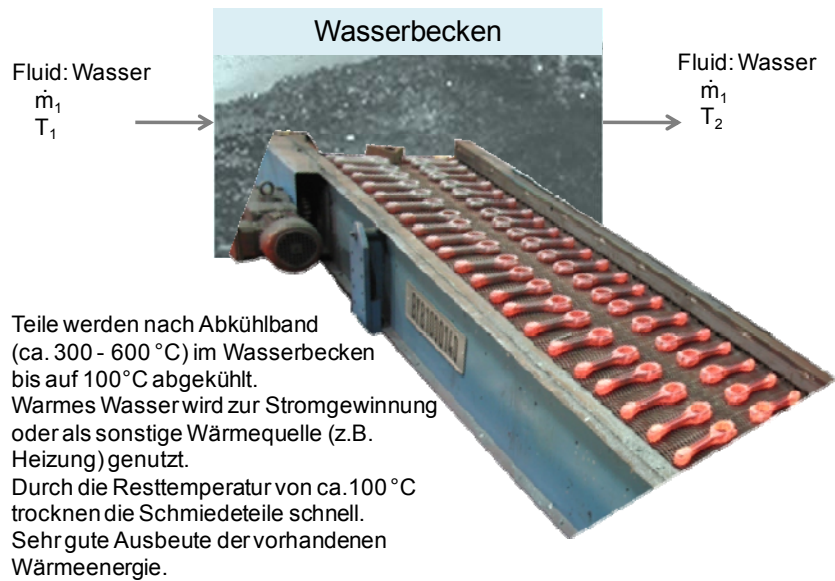 Wasserbecken
Fluid: Wasser
ṁ₁
T₁
Fluid: Wasser
ṁ₁
T₂
Teile werden nach Abkühlband
(ca. 300 - 600 °C) im Wasserbecken
bis auf 100°C abgekühlt.
Warmes Wasser wird zur Stromgewinnung
oder als sonstige Wärmequelle (z.B.
Heizung) genutzt.
Durch die Resttemperatur von ca.100 °C
trocknen die Schmiedeteile schnell.
Sehr gute Ausbeute der vorhandenen
Wärmeenergie.